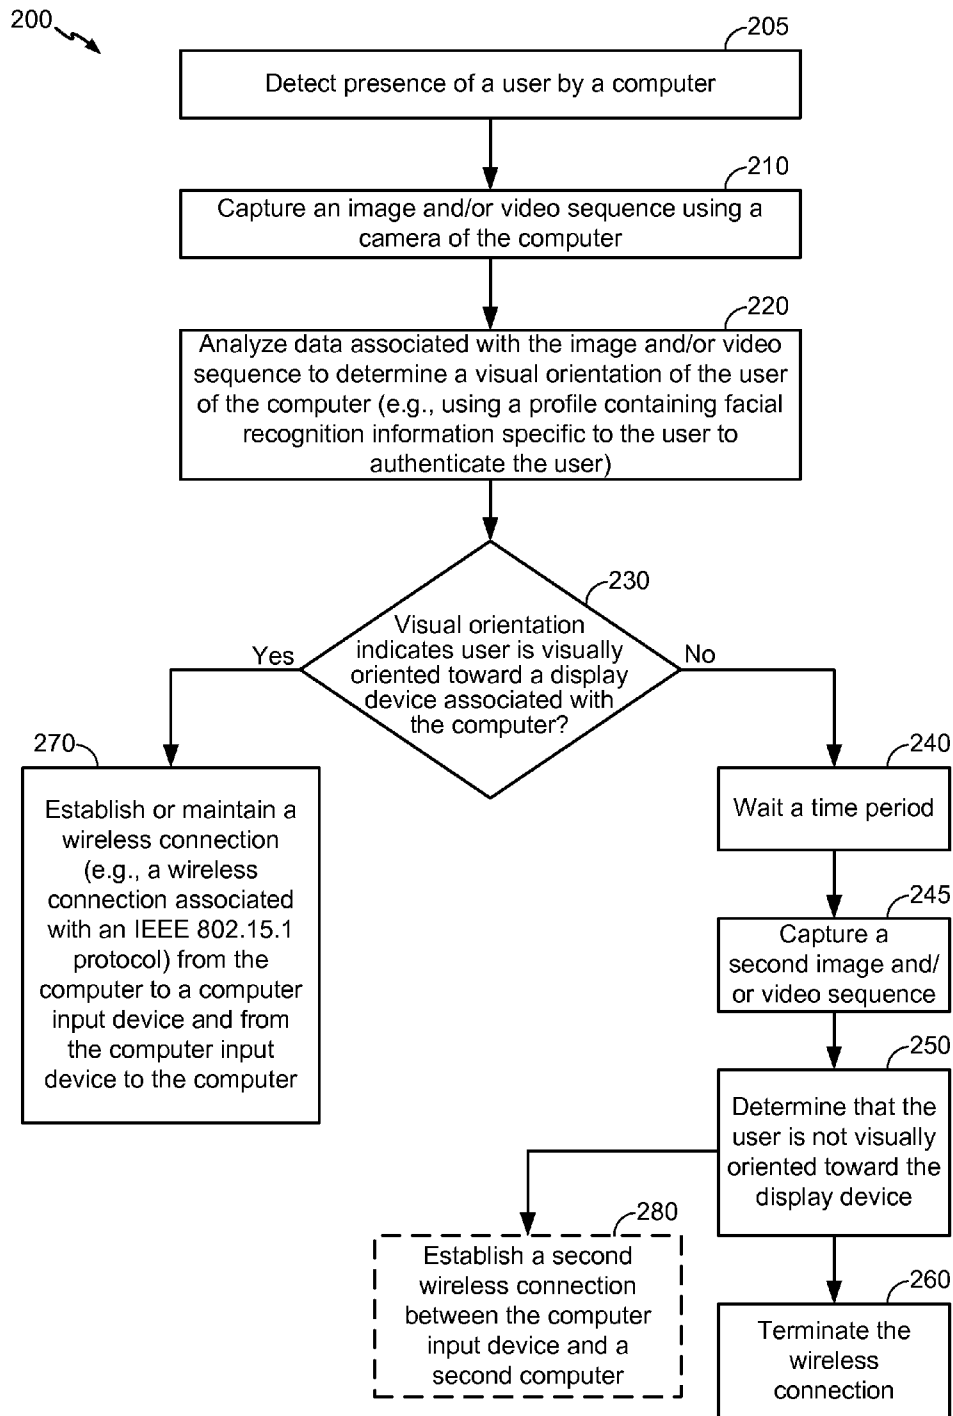 200
205
Detect presence of a user by a computer
210
Capture an image and/or video sequence using a
camera of the computer
220
Analyze data associated with the image and/or video
sequence to determine a visual orientation of the user
of the computer (e.g., using a profile containing facial
recognition information specific to the user to
authenticate the user)
230
Visual orientation
indicates user is visually
oriented toward a display
device associated with
the computer?
Yes
No
270
Establish or maintain a
wireless connection
(e.g., a wireless
connection associated
with an IEEE 802.15.1
protocol) from the
computer to a computer
input device and from
the computer input
device to the computer
240
Wait a time period
245
Capture a
second image and/
or video sequence
250
Determine that the
user is not visually
oriented toward the
display device
280
Establish a second
wireless connection
between the computer
input device and a
second computer
260
Terminate the
wireless
connection